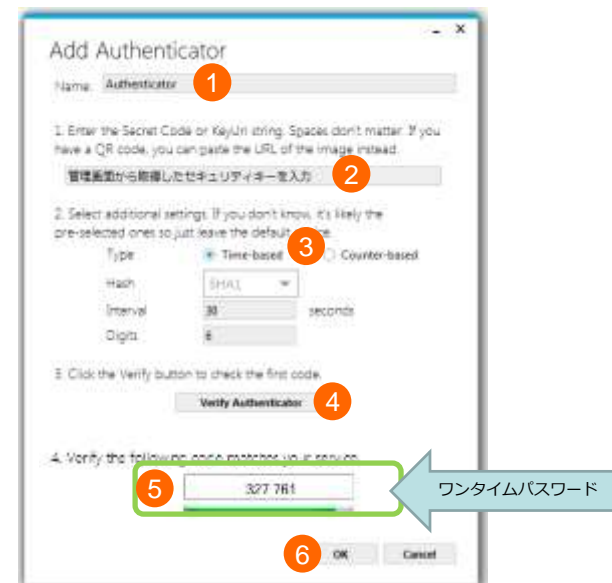 Add Authenticator
Name: Authenticator 1
1. Enter the Secret Code or KeyUri string. Spaces don't matter. If you
have a QR code, you can paste the URL of the image instead.
管理画面から取得したセキュリティキーを入力 2
2. Select additional settings. If you don't know, it's likely the
pre-selected ones so just leave the default
3
Type Time-based Counter-based
Hash SHA1
Interval 30 seconds
Digits 6
3. Click the Verify button to check the first code.
Verify Authenticator 4
4. Verify the following code matches your service
5 327 761
ワンタイムパスワード
6 OK Cancel